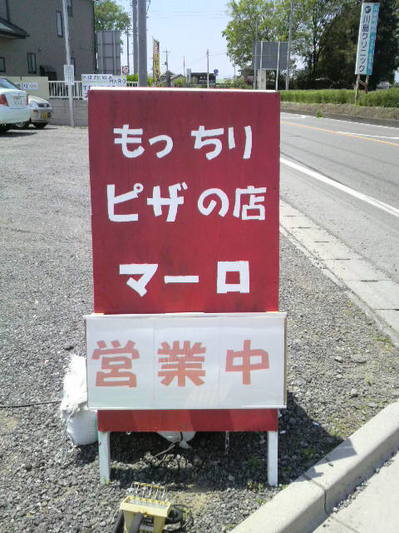 もっちり
ピザの店
マーロ
営業中